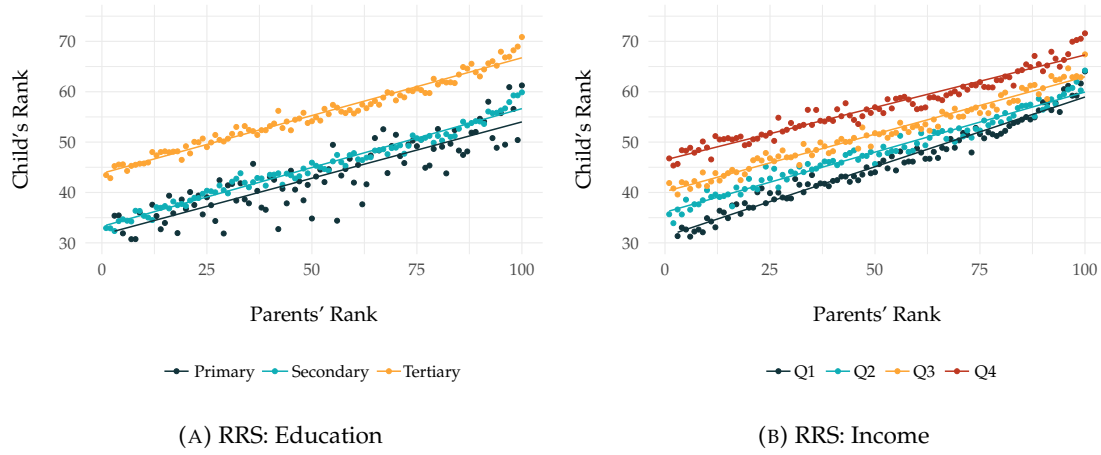 Child's Rank
70
60
50
40
30
0 25 50 75 100
Parents' Rank
Primary Secondary Tertiary
(A) RRS: Education
Child's Rank
70
60
50
40
30
0 25 50 75 100
Parents' Rank
Q1 Q2 Q3 Q4
(B) RRS: Income